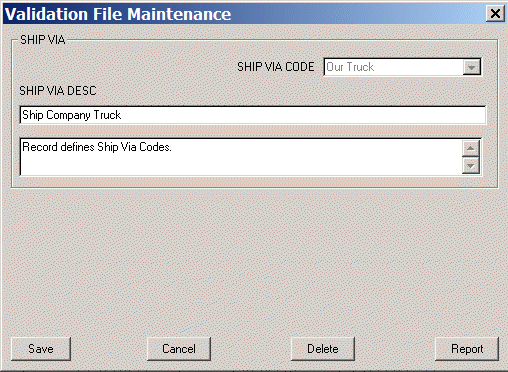 Validation File Maintenance
SHIP VIA
SHIP VIA CODE Our Truck
SHIP VIA DESC
Ship Company Truck
Record defines Ship Via Codes.
Save Cancel Delete Report